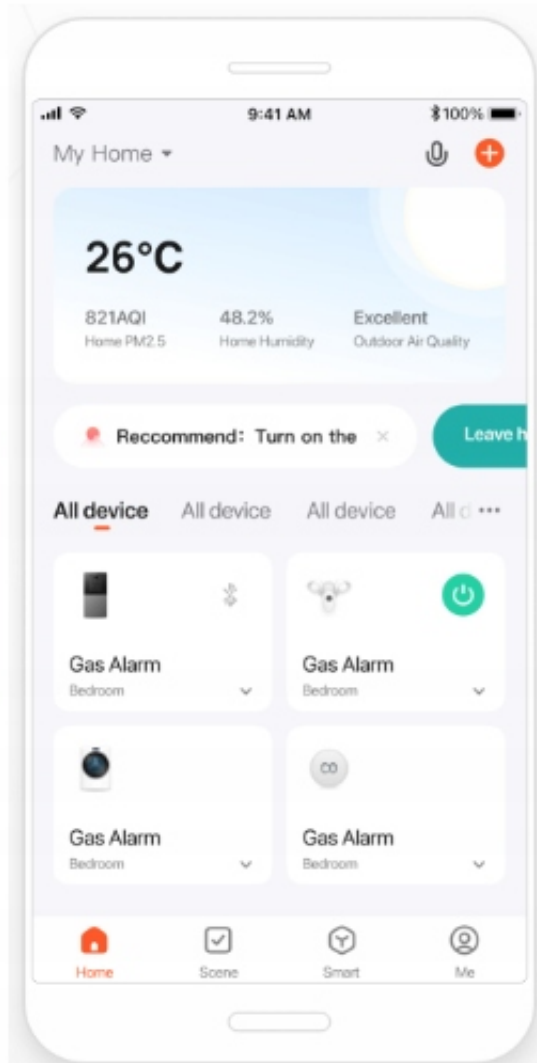 9:41 AM 100%
My Home
26°C
821AQI 48.2% Excellent
Home PM2.5 Home Humidity Outdoor Air Quality
Reccommend: Turn on the Leave h
All device All device All device All d
Gas Alarm Gas Alarm
Bedroom Bedroom
CO
Gas Alarm Gas Alarm
Bedroom Bedroom
Home Scene Smart Me